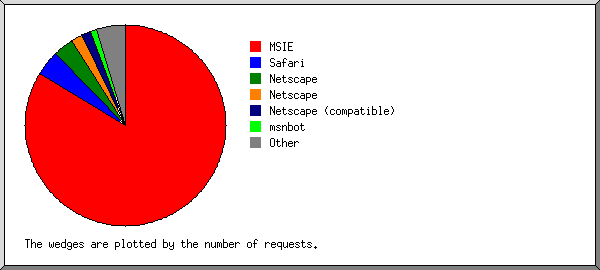 MSIE
Safari
Netscape
Netscape
Netscape (compatible)
msnbot
Other
The wedges are plotted by the number of requests.